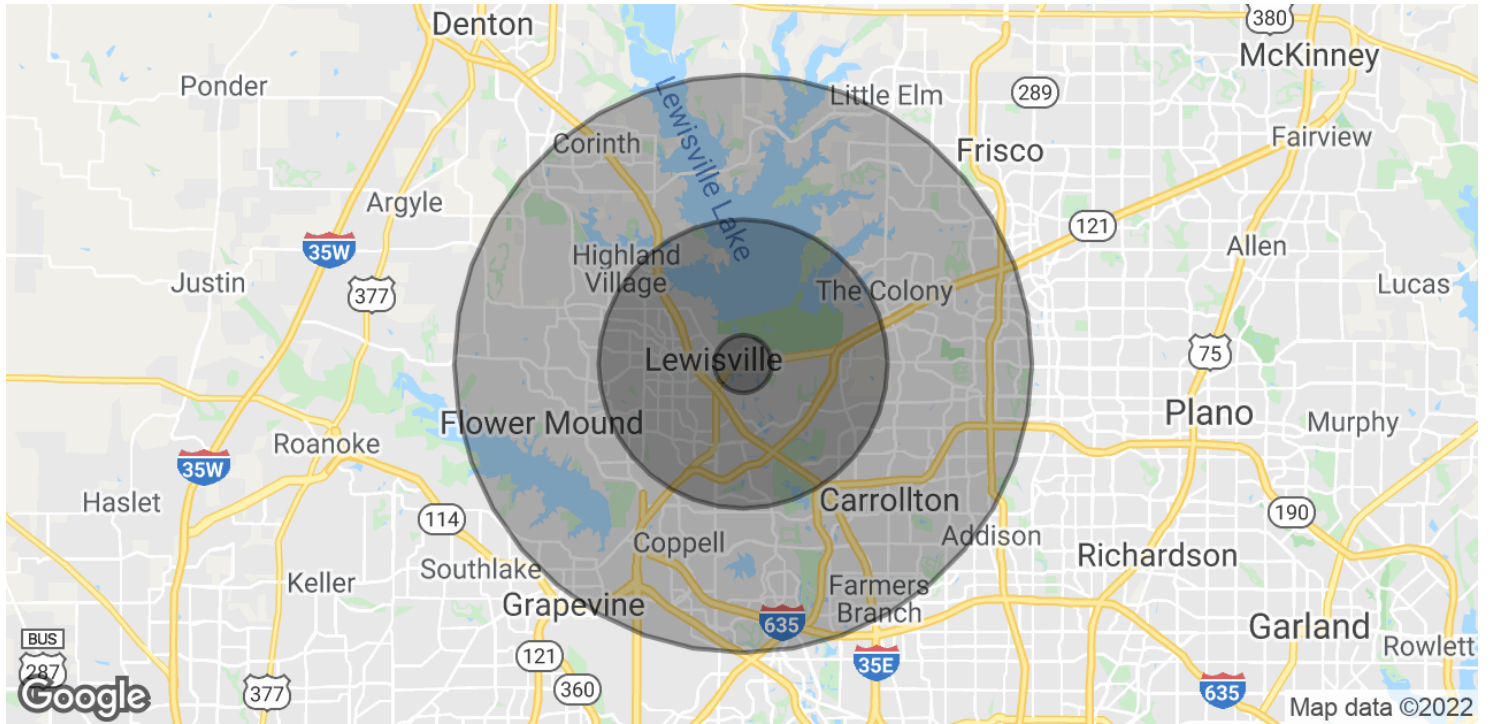 Denton
380
McKinney
Ponder
Little Elm
289
Lewisville Lake
Corinth
Frisco
Fairview
Argyle
121
35W
Allen
Highland
Village
Justin
377
The Colony
Lucas
Lewisville
75
Flower Mound
Plano
Murphy
Roanoke
35W
Haslet
Carrollton
190
114
Addison
Coppell
Richardson
Southlake
Keller
Farmers
Branch
Grapevine
635
Garland
BUS
287
Rowlett
121
35E
377
360
635
Google
Map data ©2022